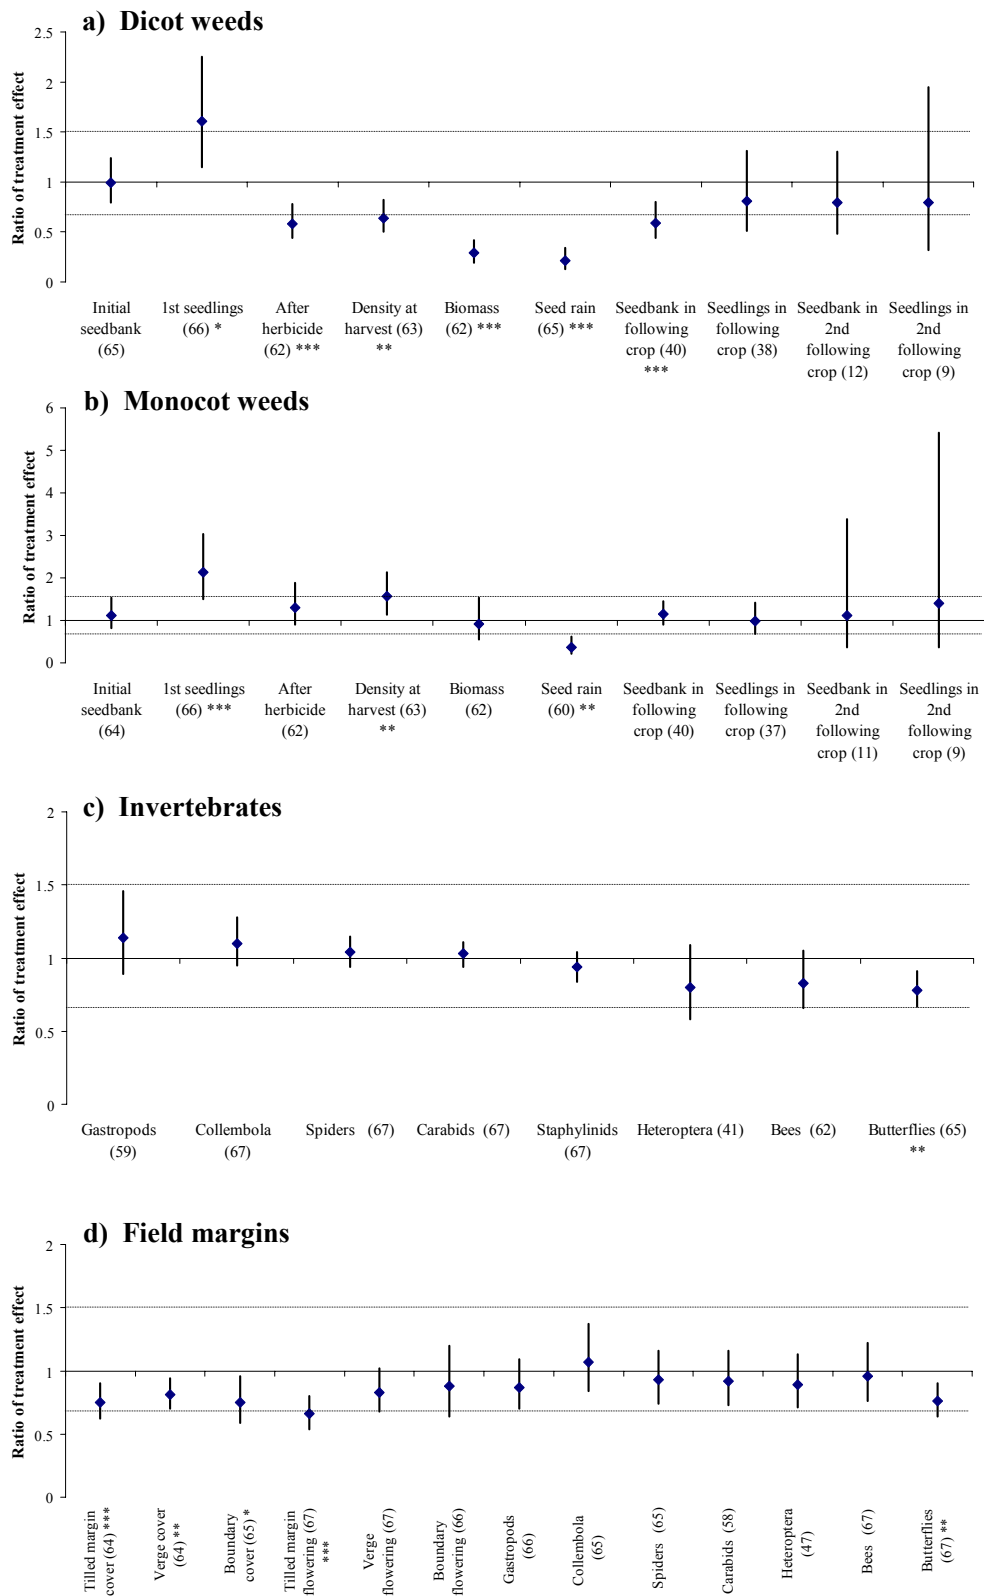 a) Dicot weeds
Ratio of treatment effect
2.5
2
1.5
1
0.5
0
Initial
seedbank
(65)
1st seedlings
(66) *
After
herbicide
(62) ***
Density at
harvest (63)
**
Biomass
(62) ***
Seed rain
(65) ***
Seedbank in
following
crop (40)
***
Seedlings in
following
crop (38)
Seedbank in
2nd following
crop (12)
Seedlings in
2nd following
crop (9)
b) Monocot weeds
Ratio of treatment effect
6
5
4
3
2
1
0
Initial
seedbank
(64)
1st seedlings
(66) ***
After
herbicide
(62)
Density at
harvest (63)
**
Biomass
(62)
Seed rain
(60) **
Seedbank in
following
crop (40)
Seedlings in
following
crop (37)
Seedbank in
2nd
following
crop (11)
Seedlings in
2nd
following
crop (9)
c) Invertebrates
Ratio of treatment effect
2
1.5
1
0.5
0
Gastropods
(59)
Collembola
(67)
Spiders (67)
Carabids (67)
Staphylinids
(67)
Heteroptera (41)
Bees (62)
Butterflies (65)
**
d) Field margins
Ratio of treatment effect
2
1.5
1
0.5
0
Tilled margin
cover (64) ***
Verge cover
(64) **
Boundary
cover (65) *
Tilled margin
flowering (67)
***
Verge
flowering (67)
Boundary
flowering (66)
Gastropods
(66)
Collembola
(65)
Spiders (65)
Carabids (58)
Heteroptera
(47)
Bees (67)
Butterflies
(67) **